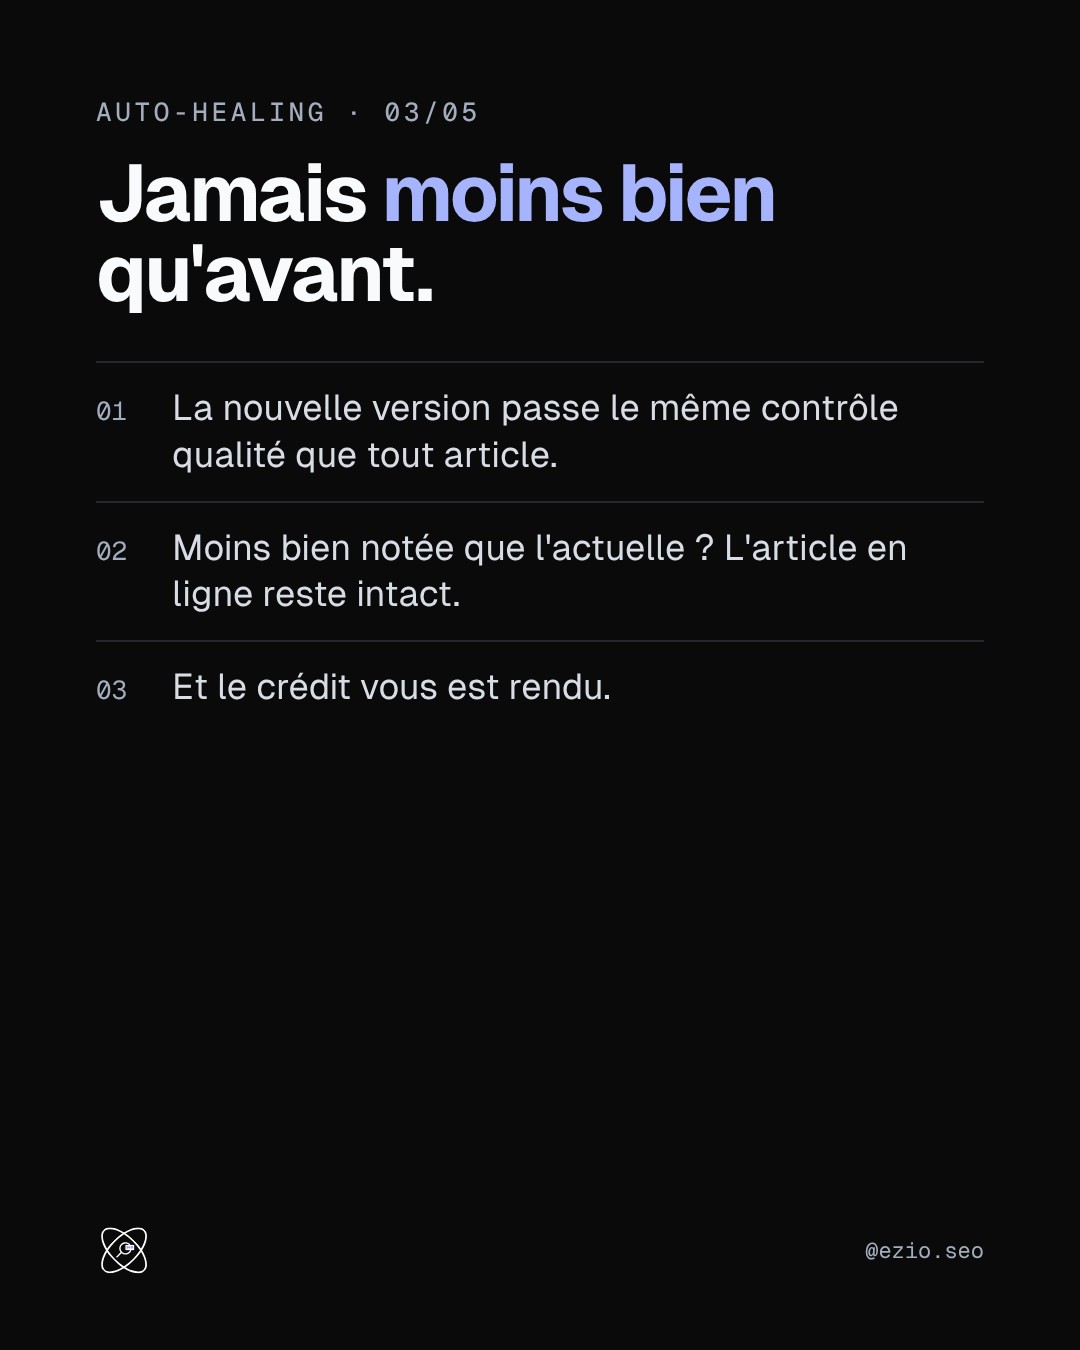 AUTO-HEALING · 03/05
Jamais moins bien
qu'avant.
01 La nouvelle version passe le même contrôle
qualité que tout article.
02 Moins bien notée que l'actuelle ? L'article en
ligne reste intact.
03 Et le crédit vous est rendu.
@ezio.seo